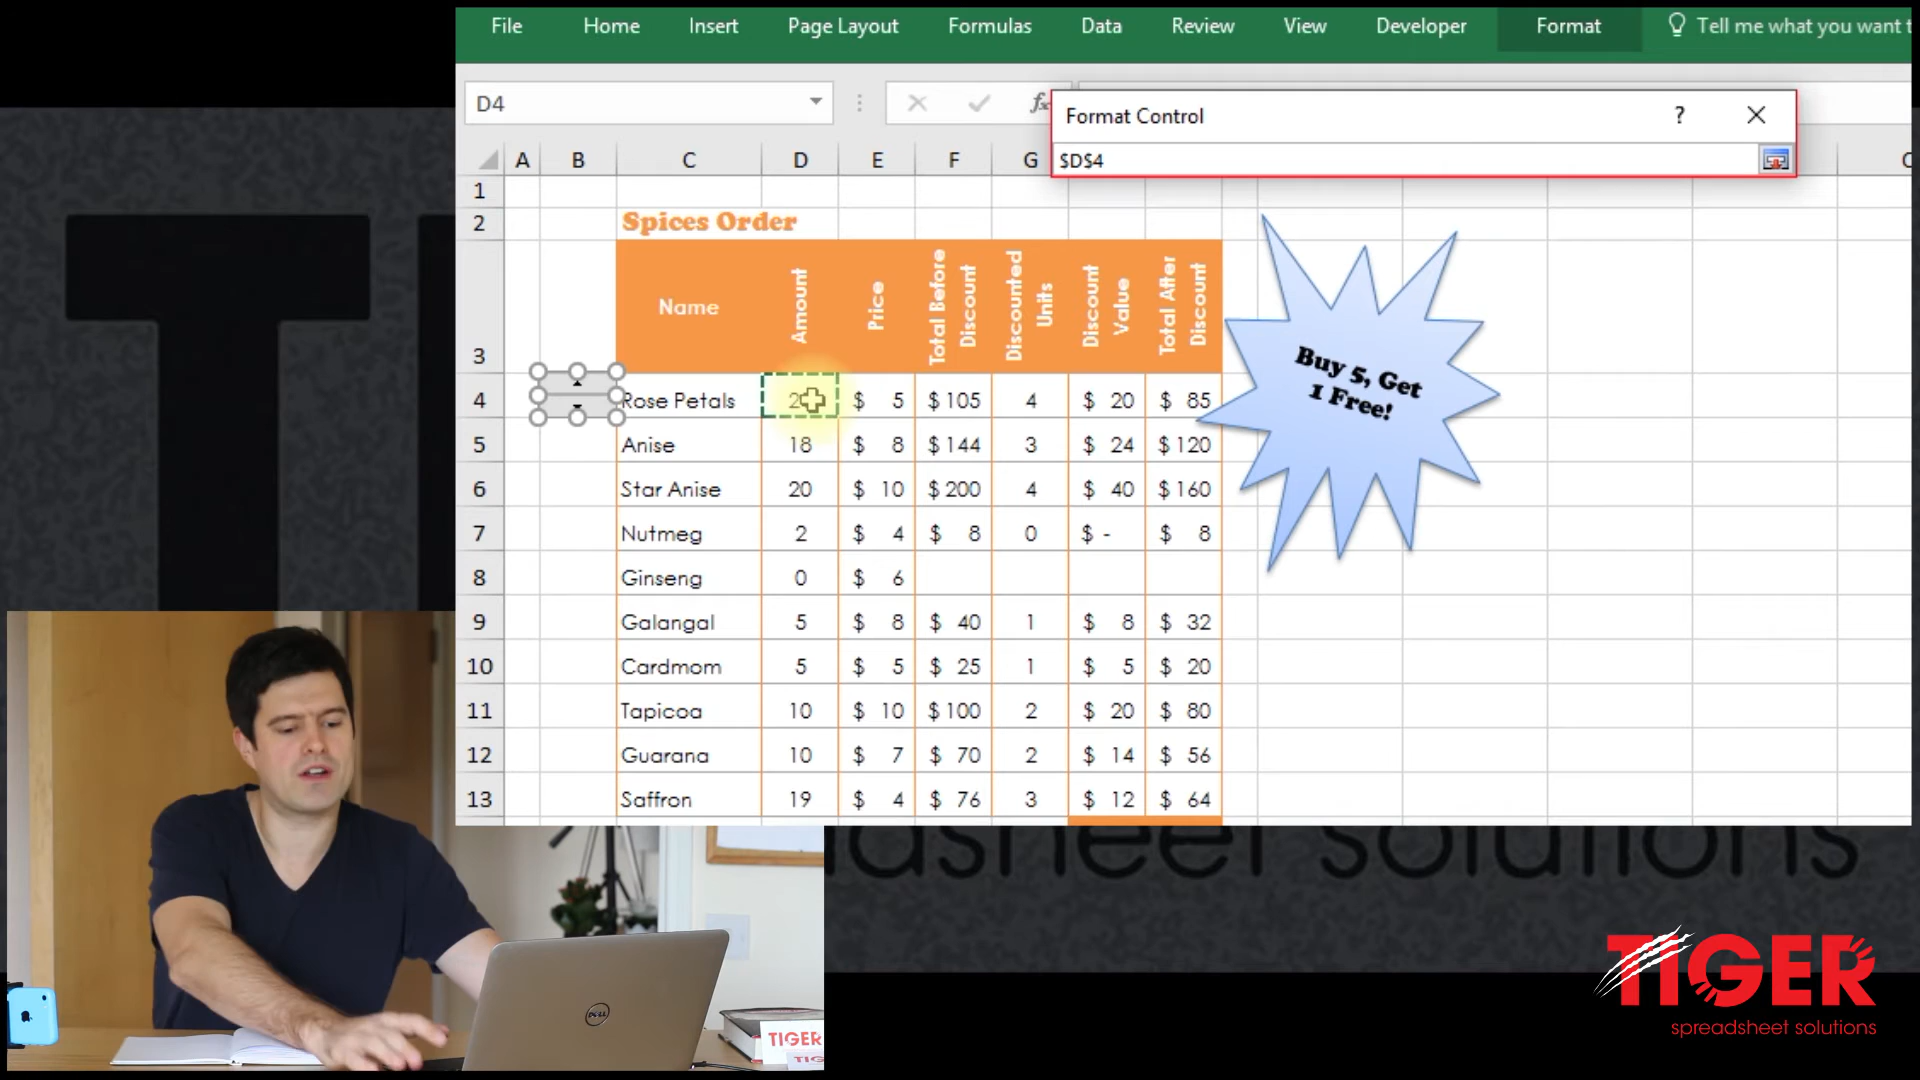 File Home Insert Page Layout Formulas Data Review View Developer Format Tell me what you want
D4 fx
Format Control ?
$D$4
A B C D E F G
1
2 Spices Order
3 Name Amount Price Total Before Discount Discounted Units Discount Value Total After Discount
Buy 5, Get
1 Free!
4 Rose Petals $ 5 $ 105 4 $ 20 $ 85
5 Anise 18 $ 8 $ 144 3 $ 24 $ 120
6 Star Anise 20 $ 10 $ 200 4 $ 40 $ 160
7 Nutmeg 2 $ 4 $ 8 0 $ - $ 8
8 Ginseng 0 $ 6
9 Galangal 5 $ 8 $ 40 1 $ 8 $ 32
10 Cardmom 5 $ 5 $ 25 1 $ 5 $ 20
11 Tapicoa 10 $ 10 $ 100 2 $ 20 $ 80
12 Guarana 10 $ 7 $ 70 2 $ 14 $ 56
13 Saffron 19 $ 4 $ 76 3 $ 12 $ 64
solutions
DELL
TIGER
TIG
TIGER
spreadsheet solutions